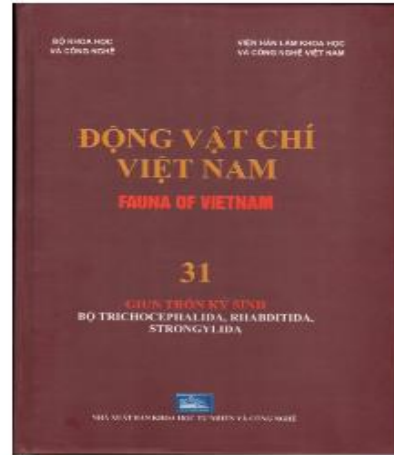 BỘ KHOA HỌC
VÀ CÔNG NGHỆ
VIỆN HÀN LÂM KHOA HỌC
VÀ CÔNG NGHỆ VIỆT NAM
ĐỘNG VẬT CHÍ
VIỆT NAM
FAUNA OF VIETNAM
31
GIUN TRÒN KÝ SINH
BỘ TRICHOCEPHALIDA, RHABDITIDA,
STRONGYLIDA
NHÀ XUẤT BẢN KHOA HỌC TỰ NHIÊN VÀ CÔNG NGHỆ